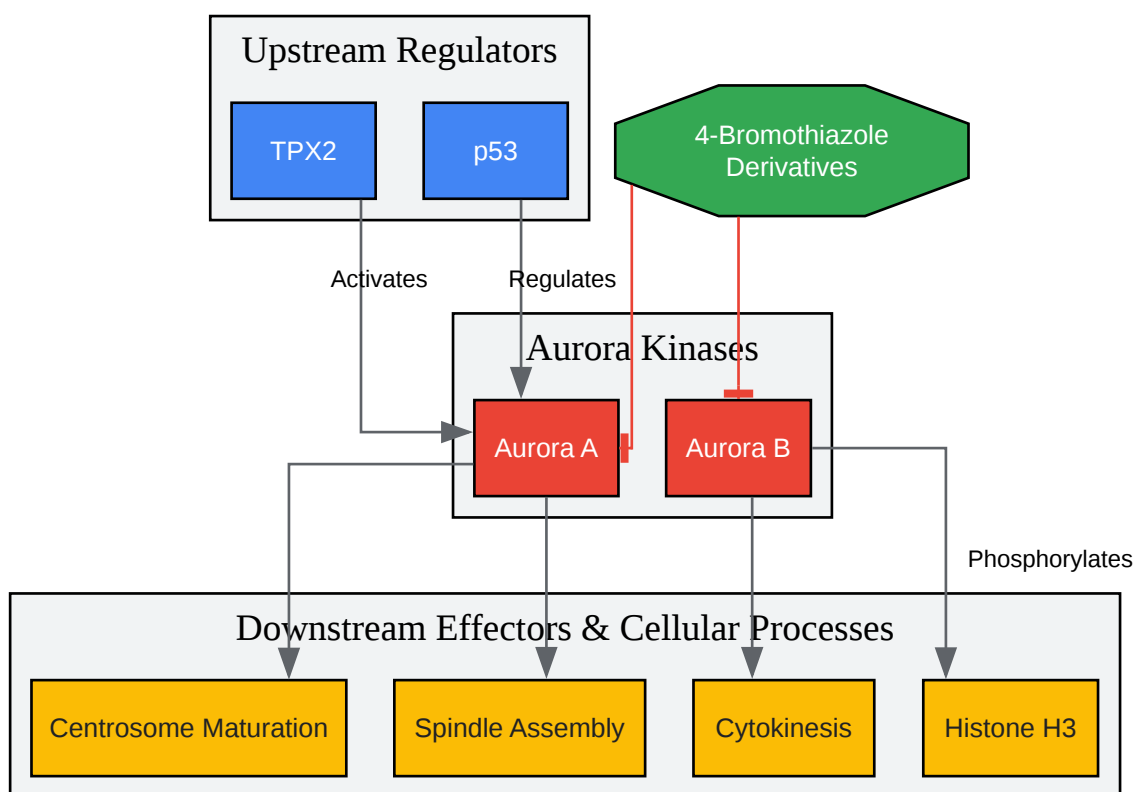 Upstream Regulators
TPX2
p53
4-Bromothiazole
Derivatives
Activates
Regulates
Aurora Kinases
Aurora A
Aurora B
Phosphorylates
Downstream Effectors & Cellular Processes
Centrosome Maturation
Spindle Assembly
Cytokinesis
Histone H3